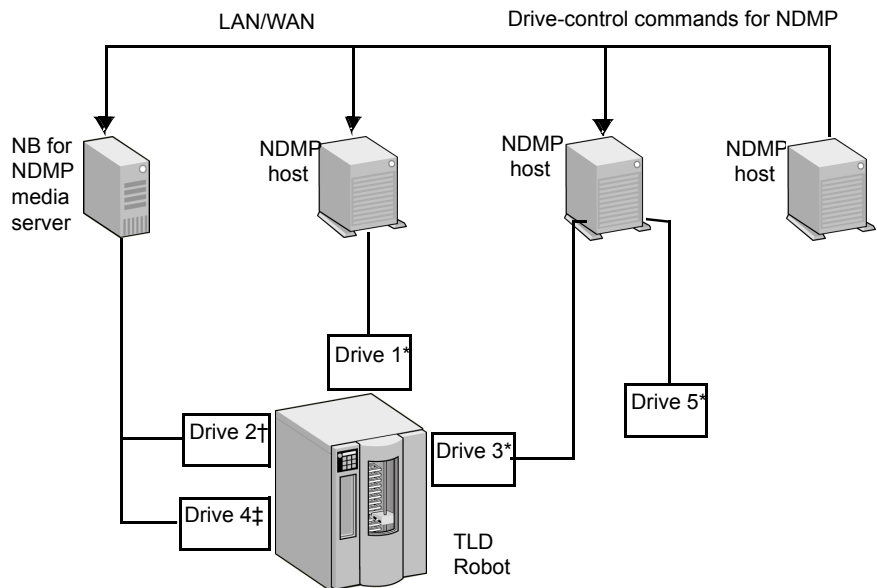 LAN/WAN
Drive-control commands for NDMP
NB for
NDMP
media
server
NDMP
host
NDMP
host
NDMP
host
Drive 1*
Drive 5*
Drive 2†
Drive 3*
Drive 4‡
TLD
Robot